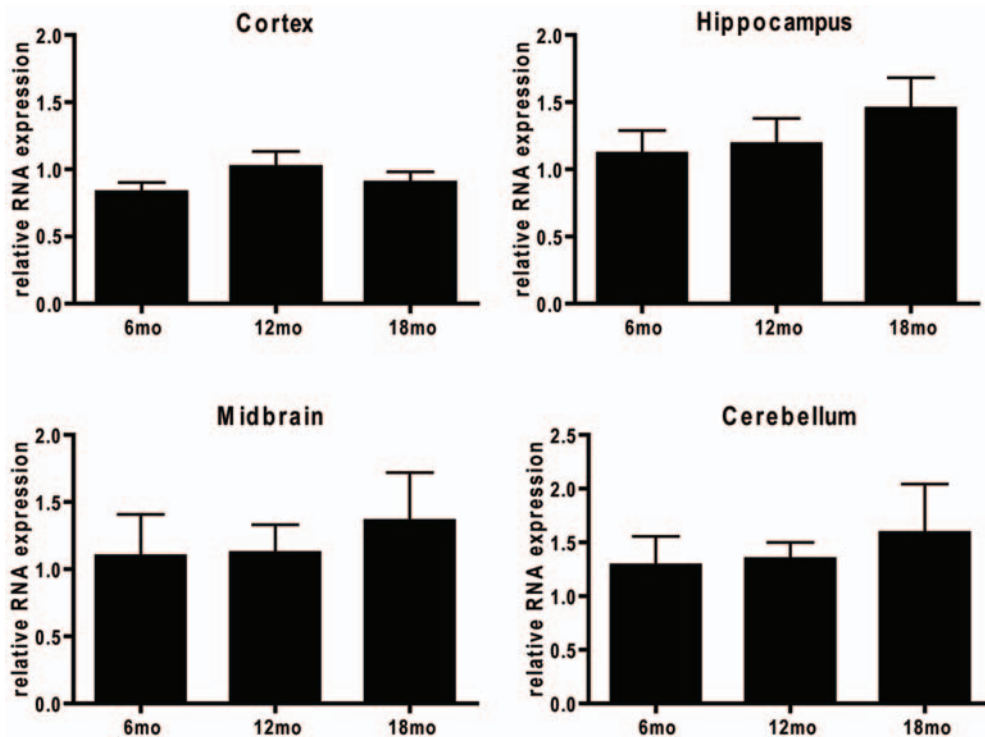 Cortex
relative RNA expression
2.0
1.5
1.0
0.5
0.0
6mo 12mo 18mo
Hippocampus
relative RNA expression
2.0
1.5
1.0
0.5
0.0
6mo 12mo 18mo
Midbrain
relative RNA expression
2.0
1.5
1.0
0.5
0.0
6mo 12mo 18mo
Cerebellum
relative RNA expression
2.5
2.0
1.5
1.0
0.5
0.0
6mo 12mo 18mo